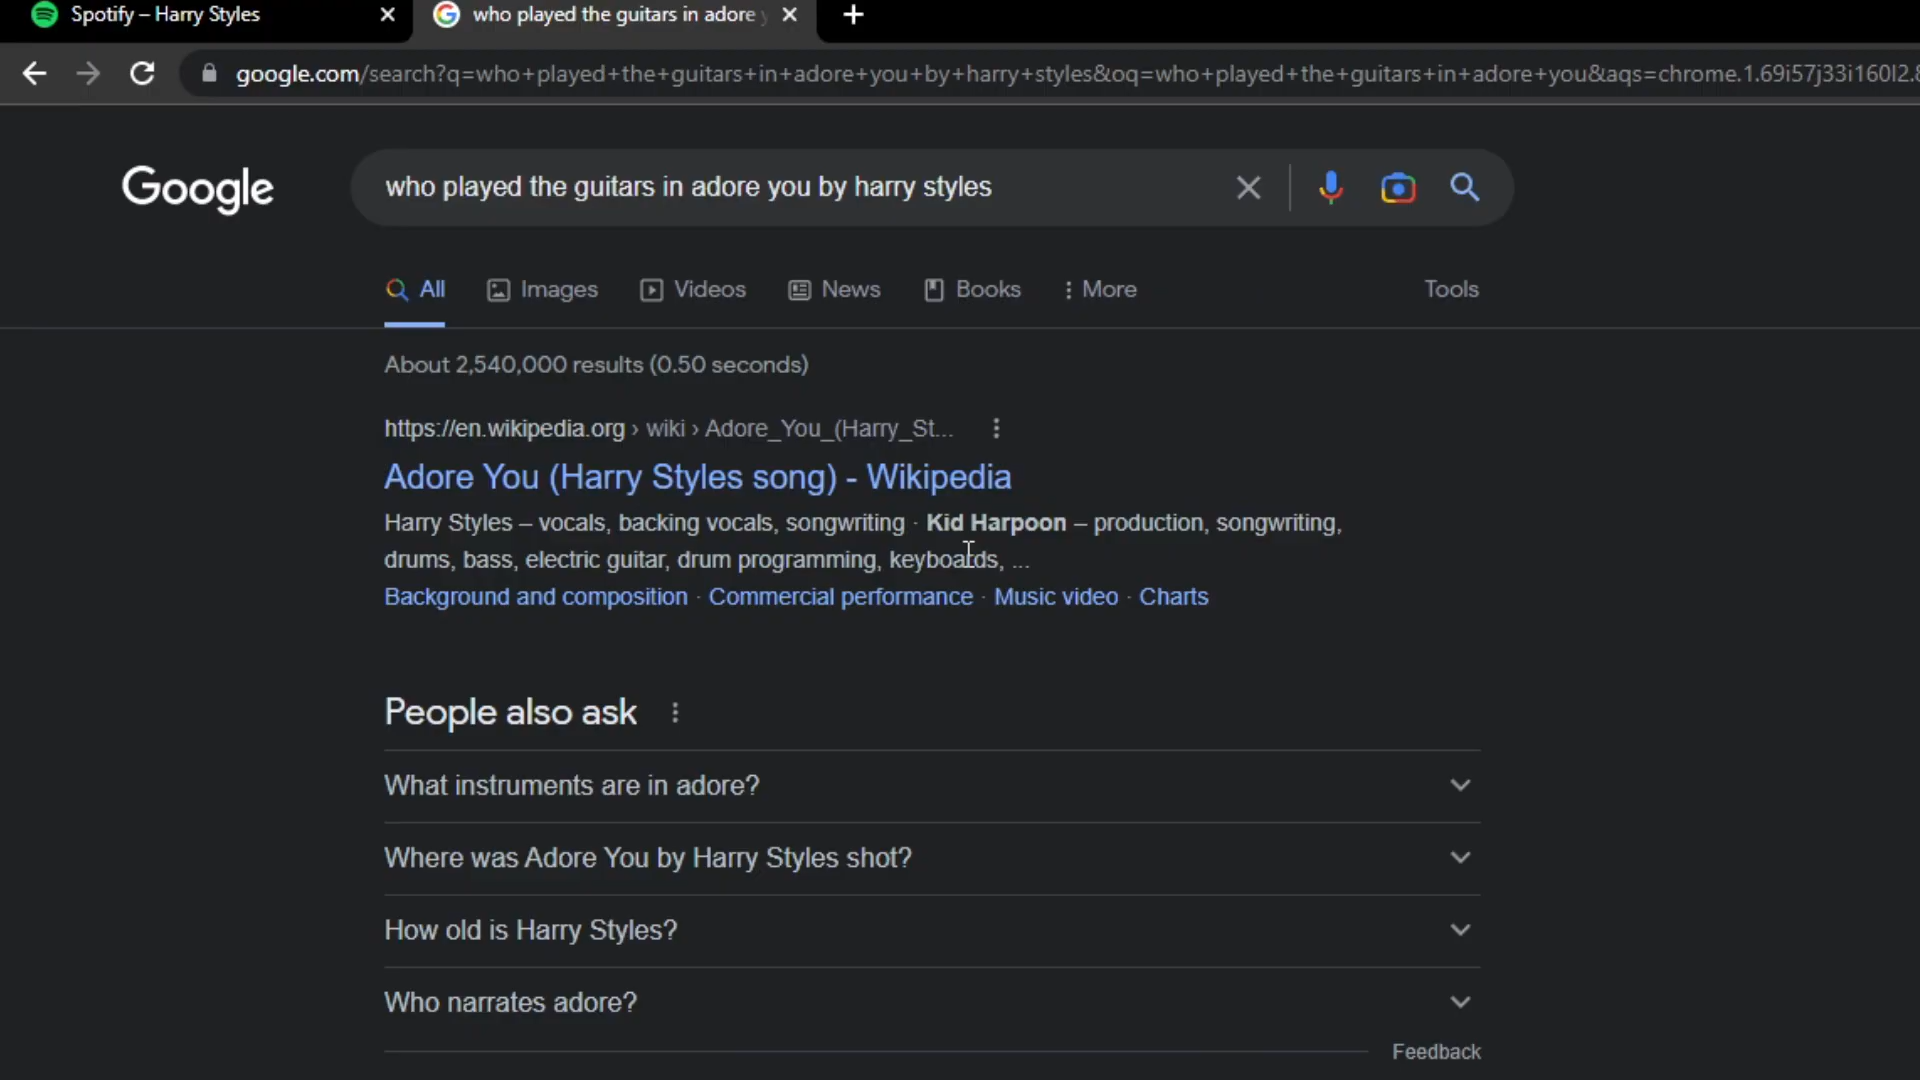 Spotify – Harry Styles
who played the guitars in adore
google.com/search?q=who+played+the+guitars+in+adore+you+by+harry+styles&oq=who+played+the+guitars+in+adore+you&aqs=chrome.1.69i57j33i160l2.8
Google
who played the guitars in adore you by harry styles
All Images Videos News Books More Tools
About 2,540,000 results (0.50 seconds)
https://en.wikipedia.org › wiki › Adore_You_(Harry_St...
Adore You (Harry Styles song) - Wikipedia
Harry Styles – vocals, backing vocals, songwriting · Kid Harpoon – production, songwriting,
drums, bass, electric guitar, drum programming, keyboards, ...
Background and composition · Commercial performance · Music video · Charts
People also ask
What instruments are in adore?
Where was Adore You by Harry Styles shot?
How old is Harry Styles?
Who narrates adore?
Feedback